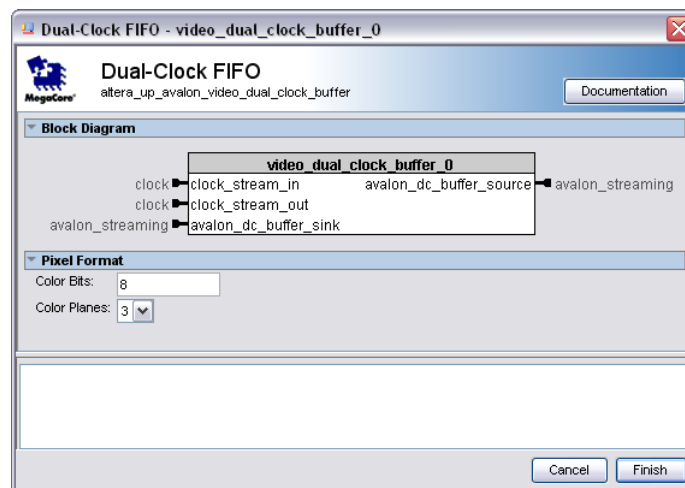 Dual-Clock FIFO - video_dual_clock_buffer_0
Dual-Clock FIFO
altera_up_avalon_video_dual_clock_buffer
MegaCore®
Documentation
Block Diagram
video_dual_clock_buffer_0
clock clock_stream_in avalon_dc_buffer_source avalon_streaming
clock clock_stream_out
avalon_streaming avalon_dc_buffer_sink
Pixel Format
Color Bits: 8
Color Planes: 3
Cancel Finish